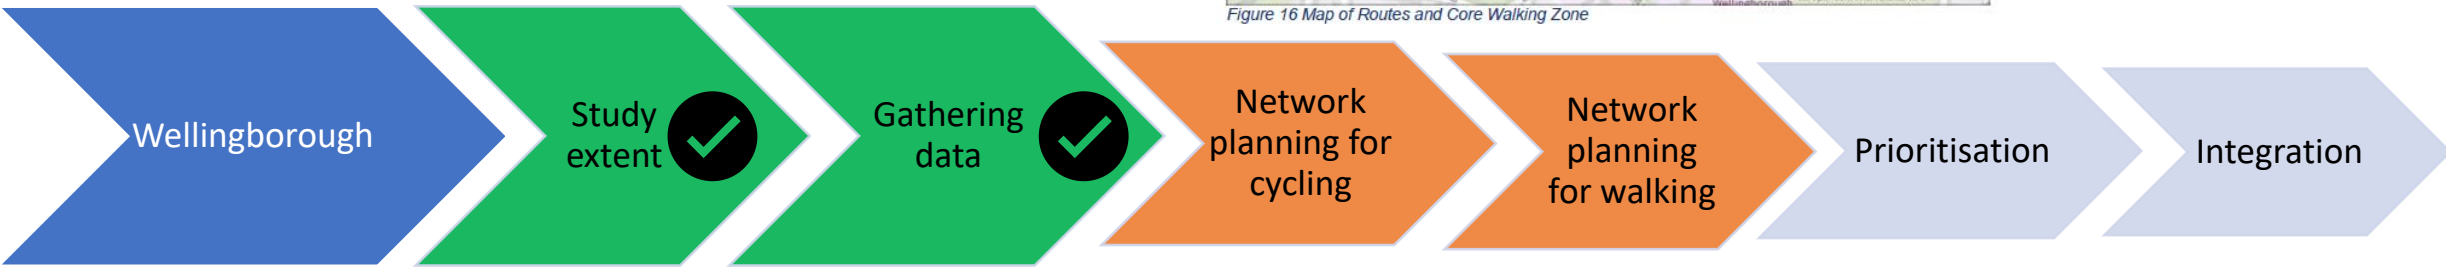 Wellingborough
Figure 16 Map of Routes and Core Walking Zone
Wellingborough
Study
extent
Gathering
data
Network
planning for
cycling
Network
planning
for walking
Prioritisation
Integration